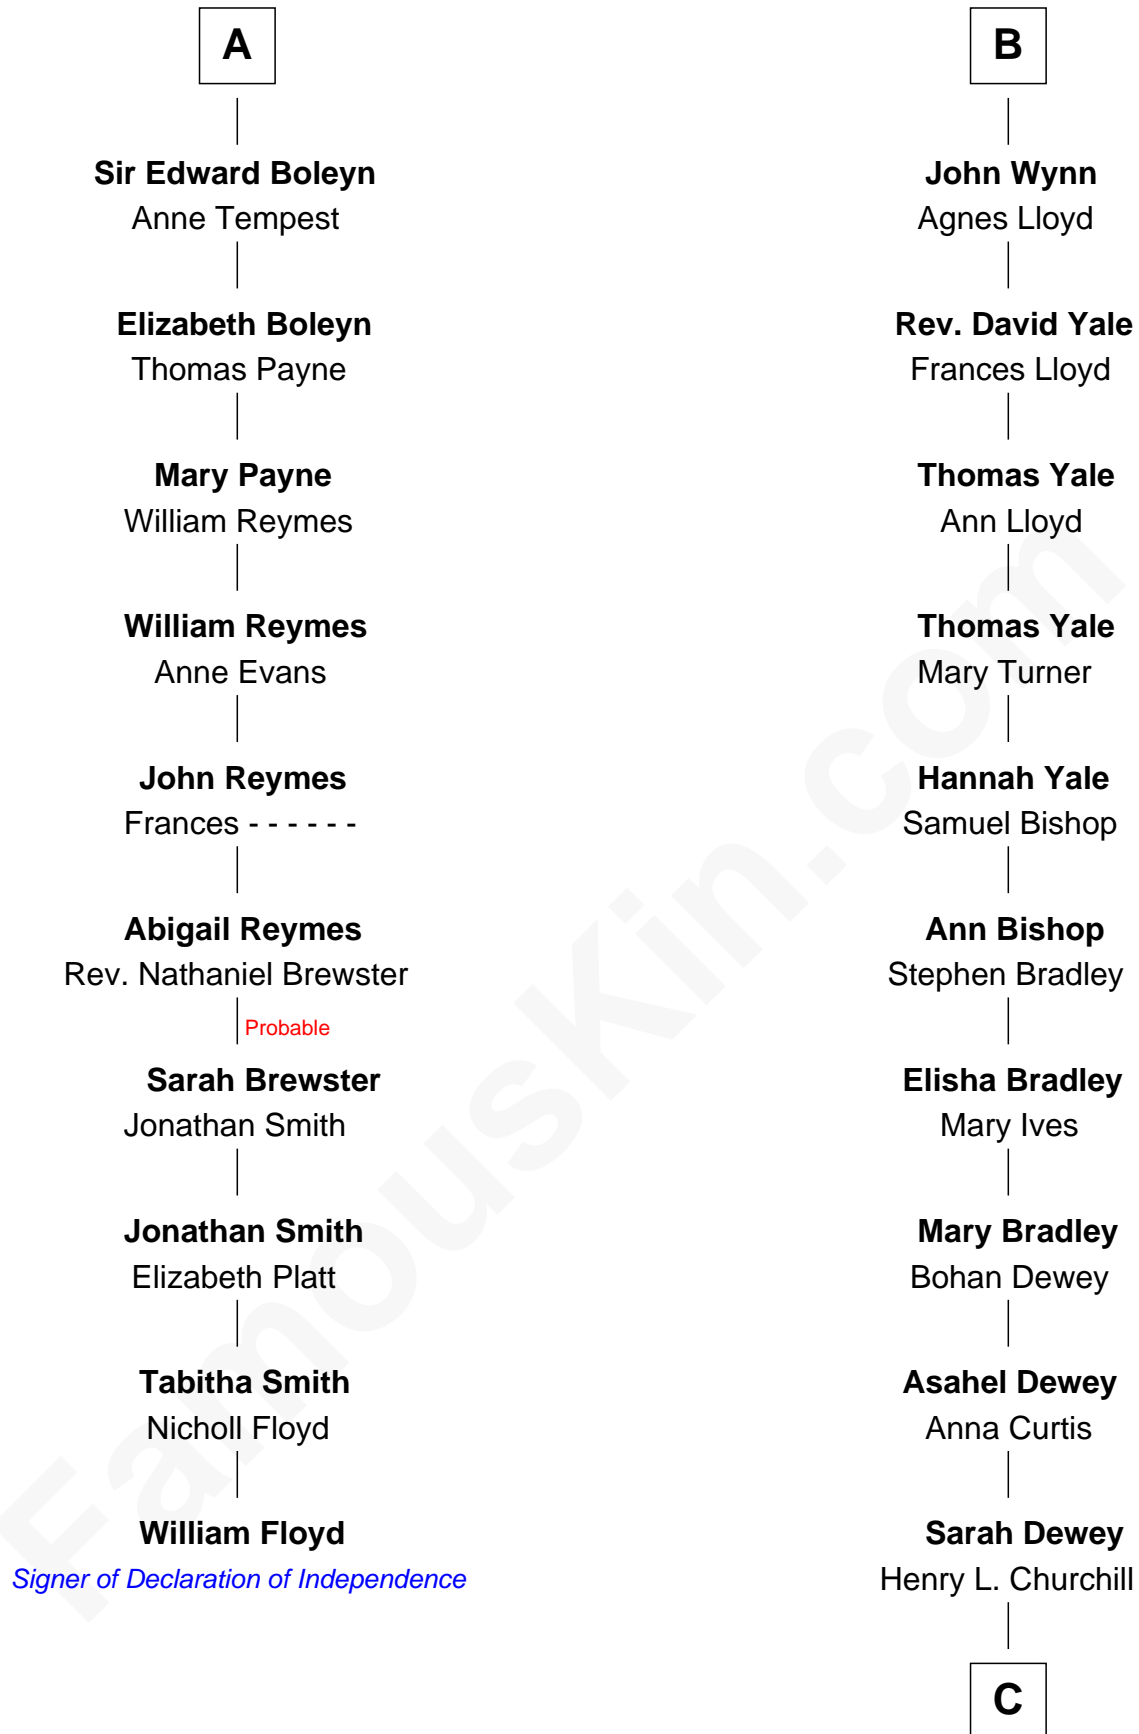 A
Sir Edward Boleyn
Anne Tempest
Elizabeth Boleyn
Thomas Payne
Mary Payne
William Reymes
William Reymes
Anne Evans
John Reymes
Frances - - - - - -
Abigail Reymes
Rev. Nathaniel Brewster
Probable
Sarah Brewster
Jonathan Smith
Jonathan Smith
Elizabeth Platt
Tabitha Smith
Nicholl Floyd
William Floyd
Signer of Declaration of Independence
B
John Wynn
Agnes Lloyd
Rev. David Yale
Frances Lloyd
Thomas Yale
Ann Lloyd
Thomas Yale
Mary Turner
Hannah Yale
Samuel Bishop
Ann Bishop
Stephen Bradley
Elisha Bradley
Mary Ives
Mary Bradley
Bohan Dewey
Asahel Dewey
Anna Curtis
Sarah Dewey
Henry L. Churchill
C
FamousKin.com